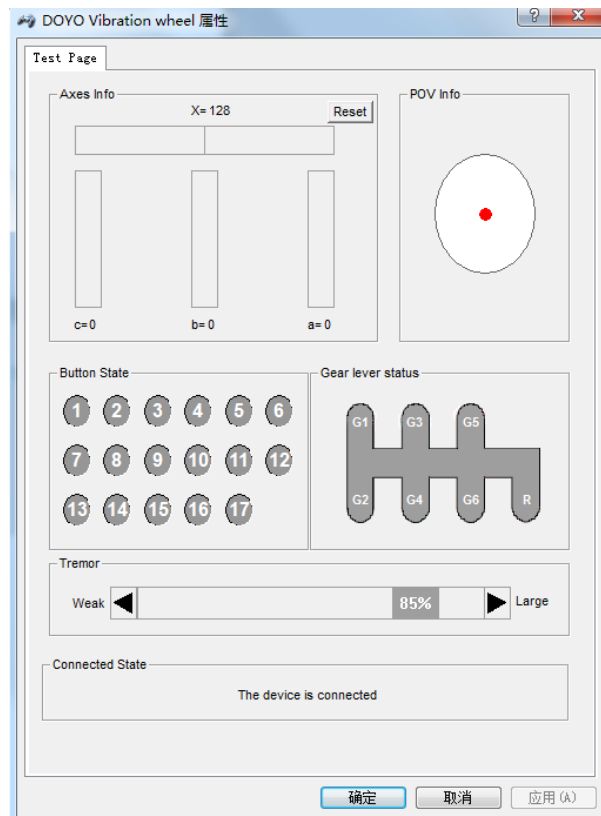 DOYO Vibration wheel 属性
?
X
Test Page
Axes Info
X= 128
Reset
POV Info
c= 0
b= 0
a= 0
Button State
1 2 3 4 5 6
7 8 9 10 11 12
13 14 15 16 17
Gear lever status
G1 G3 G5
G2 G4 G6 R
Tremor
Weak
85%
Large
Connected State
The device is connected
确定
取消
应用(A)